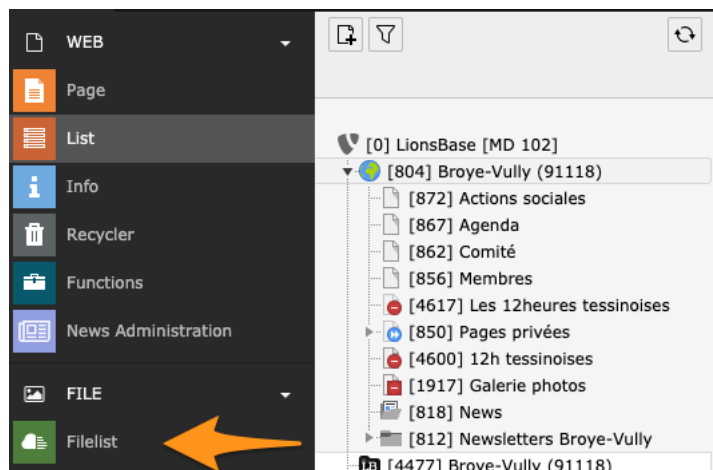 WEB
Page
List
Info
Recycler
Functions
News Administration
FILE
Filelist
[0] LionsBase [MD 102]
[804] Broye-Vully (91118)
[872] Actions sociales
[867] Agenda
[862] Comité
[856] Membres
[4617] Les 12heures tessinoises
[850] Pages privées
[4600] 12h tessinoises
[1917] Galerie photos
[818] News
[812] Newsletters Broye-Vully
LB [4477] Broye-Vully (91118)